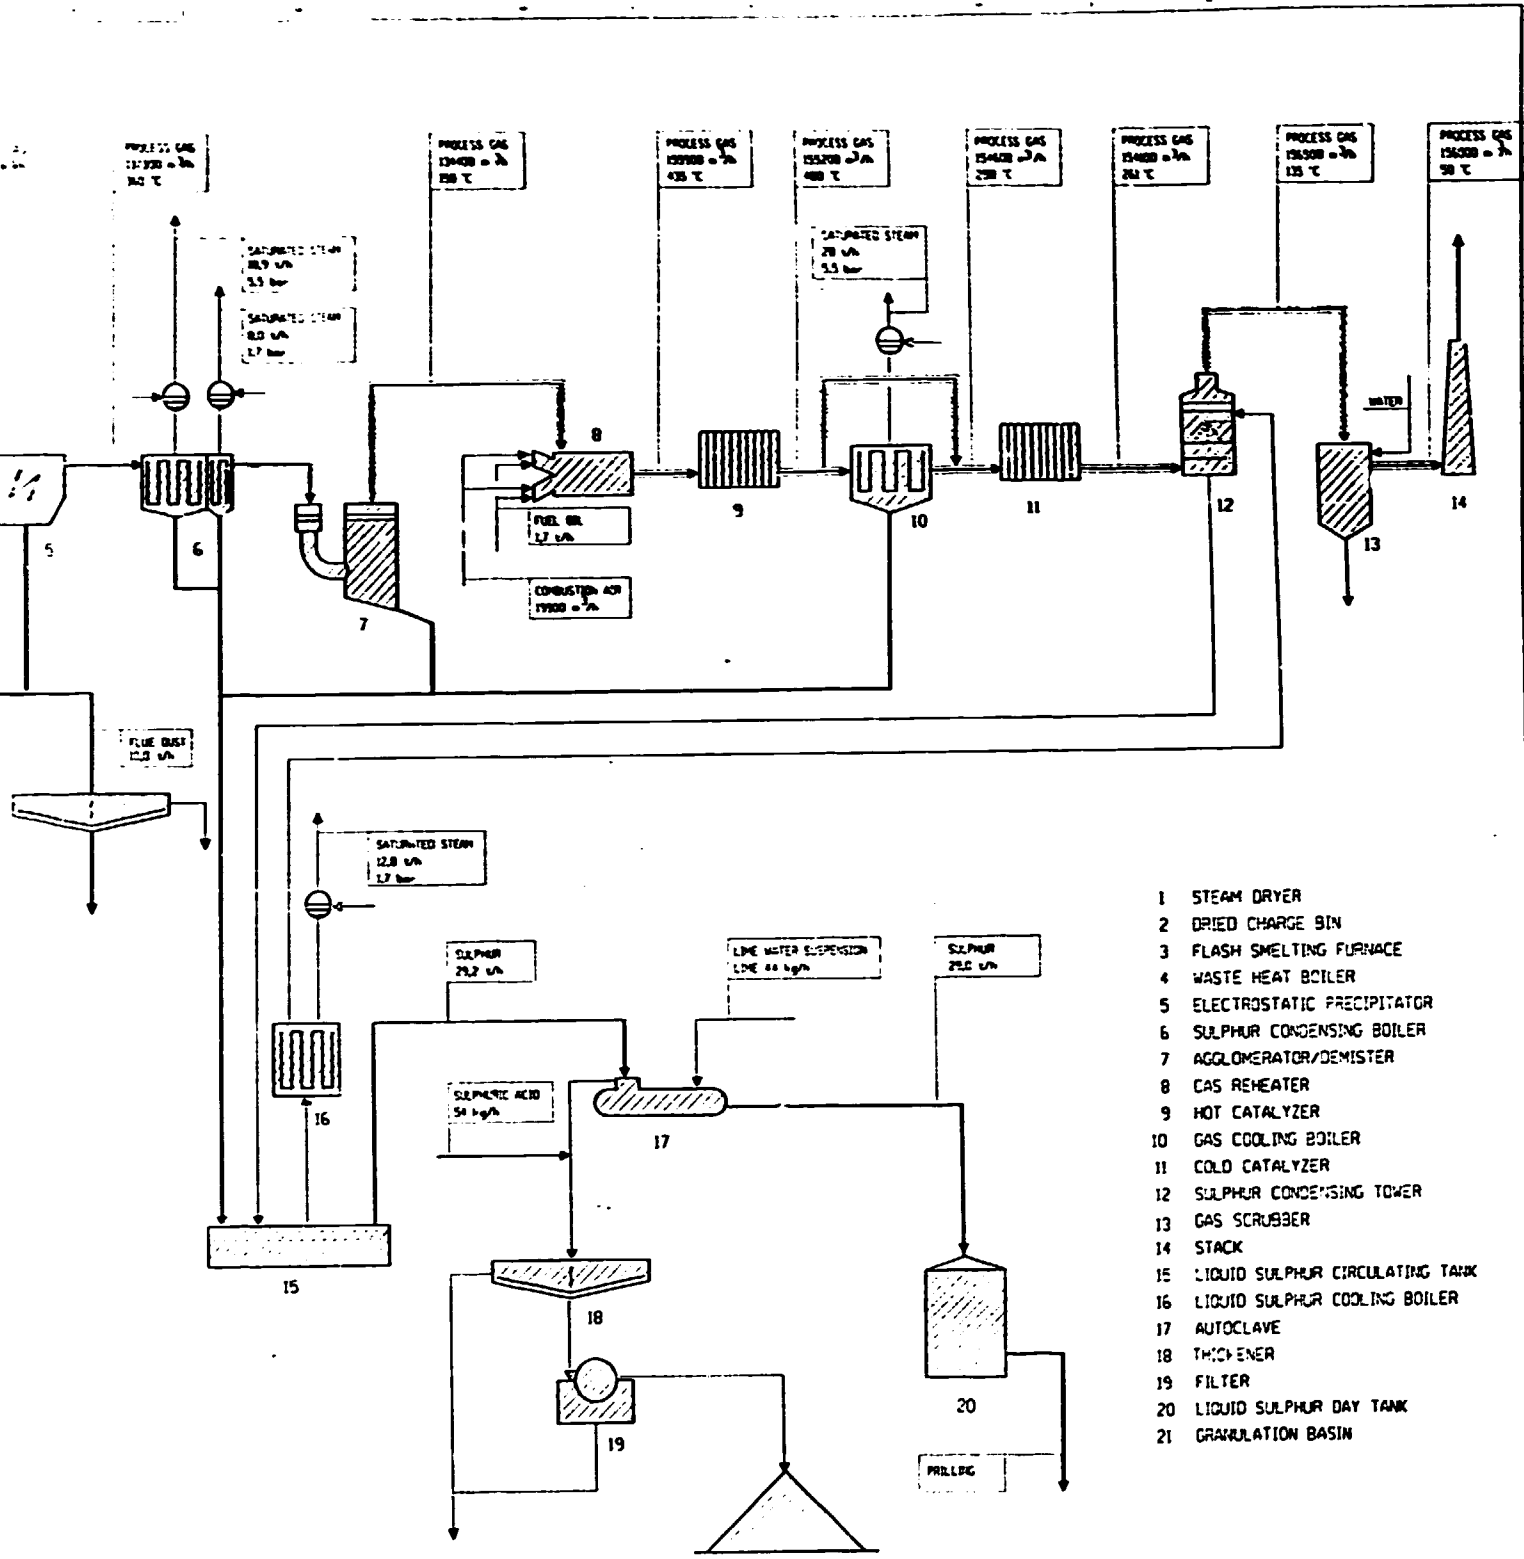 PROCESS GAS
m³/h
°C
PROCESS GAS
134400 m³/h
150 °C
PROCESS GAS
m³/h
435 °C
PROCESS GAS
155200 m³/h
400 °C
PROCESS GAS
154600 m³/h
290 °C
PROCESS GAS
154600 m³/h
261 °C
PROCESS GAS
156500 m³/h
135 °C
PROCESS GAS
156500 m³/h
50 °C
SATURATED STEAM
t/h
5,5 bar
SATURATED STEAM
t/h
1,7 bar
SATURATED STEAM
20 t/h
5,5 bar
WATER
8
9
10
11
12
13
14
5
6
7
FUEL OIL
1,7 t/h
COMBUSTION AIR
19900 m³/h
FLUE DUST
t/h
SATURATED STEAM
12,8 t/h
1,7 bar
SULPHUR
29,2 t/h
LIME WATER SUSPENSION
LIME 44 kg/h
SULPHUR
29,0 t/h
SULPHURIC ACID
54 kg/h
16
17
15
18
19
20
PRILLING
1 STEAM DRYER
2 DRIED CHARGE BIN
3 FLASH SMELTING FURNACE
4 WASTE HEAT BOILER
5 ELECTROSTATIC PRECIPITATOR
6 SULPHUR CONDENSING BOILER
7 AGGLOMERATOR/DEMISTER
8 GAS REHEATER
9 HOT CATALYZER
10 GAS COOLING BOILER
11 COLD CATALYZER
12 SULPHUR CONDENSING TOWER
13 GAS SCRUBBER
14 STACK
15 LIQUID SULPHUR CIRCULATING TANK
16 LIQUID SULPHUR COOLING BOILER
17 AUTOCLAVE
18 THICKENER
19 FILTER
20 LIQUID SULPHUR DAY TANK
21 GRANULATION BASIN